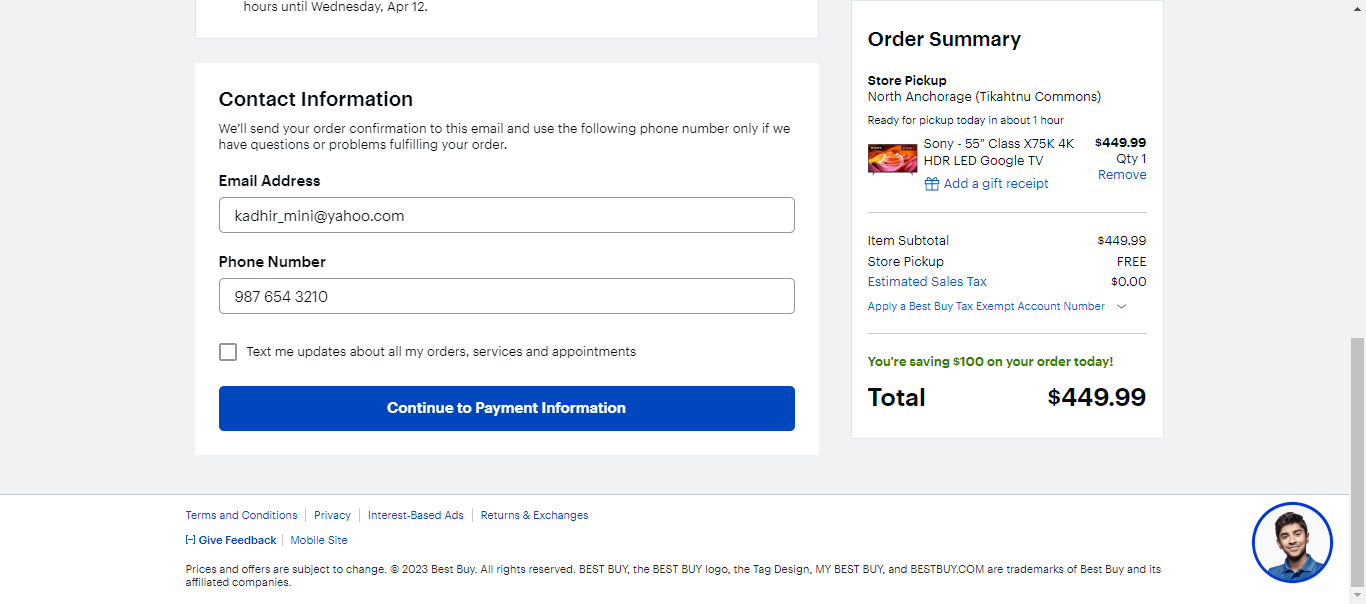 hours until Wednesday, Apr 12.
Contact Information
We'll send your order confirmation to this email and use the following phone number only if we
have questions or problems fulfilling your order.
Email Address
kadhir_mini@yahoo.com
Phone Number
987 654 3210
Text me updates about all my orders, services and appointments
Continue to Payment Information
Order Summary
Store Pickup
North Anchorage (Tikahtnu Commons)
Ready for pickup today in about 1 hour
Sony - 55" Class X75K 4K $449.99
HDR LED Google TV Qty 1
Remove
Add a gift receipt
Item Subtotal $449.99
Store Pickup FREE
Estimated Sales Tax $0.00
Apply a Best Buy Tax Exempt Account Number
You're saving $100 on your order today!
Total $449.99
Terms and Conditions Privacy Interest-Based Ads Returns & Exchanges
Give Feedback Mobile Site
Prices and offers are subject to change. © 2023 Best Buy. All rights reserved. BEST BUY, the BEST BUY logo, the Tag Design, MY BEST BUY, and BESTBUY.COM are trademarks of Best Buy and its
affiliated companies.